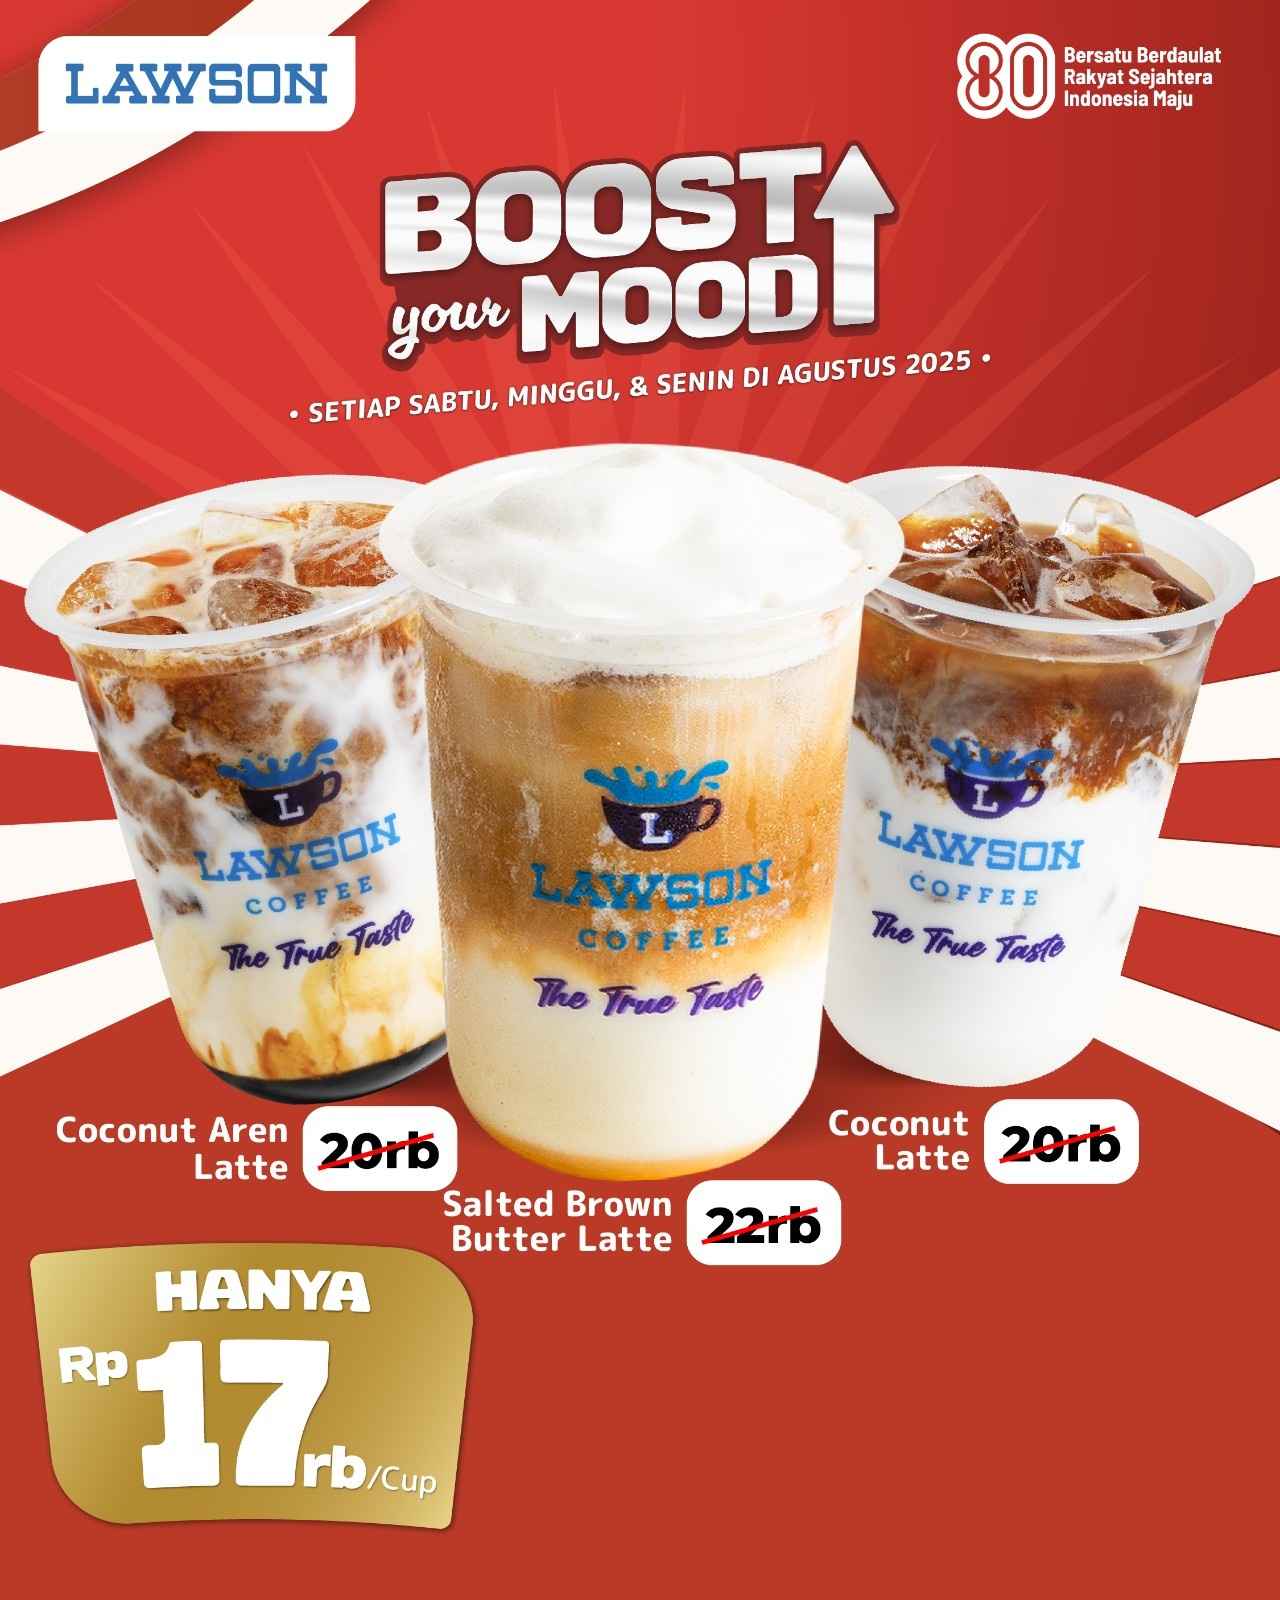 LAWSON
80
Bersatu Berdaulat
Rakyat Sejahtera
Indonesia Maju
BOOST
your MOOD
• SETIAP SABTU, MINGGU, & SENIN DI AGUSTUS 2025 •
L
LAWSON
COFFEE
The True Taste
L
LAWSON
COFFEE
The True Taste
L
LAWSON
COFFEE
The True Taste
Coconut Aren
Latte
20rb
Salted Brown
Butter Latte
22rb
Coconut
Latte
20rb
HANYA
Rp 17rb/Cup